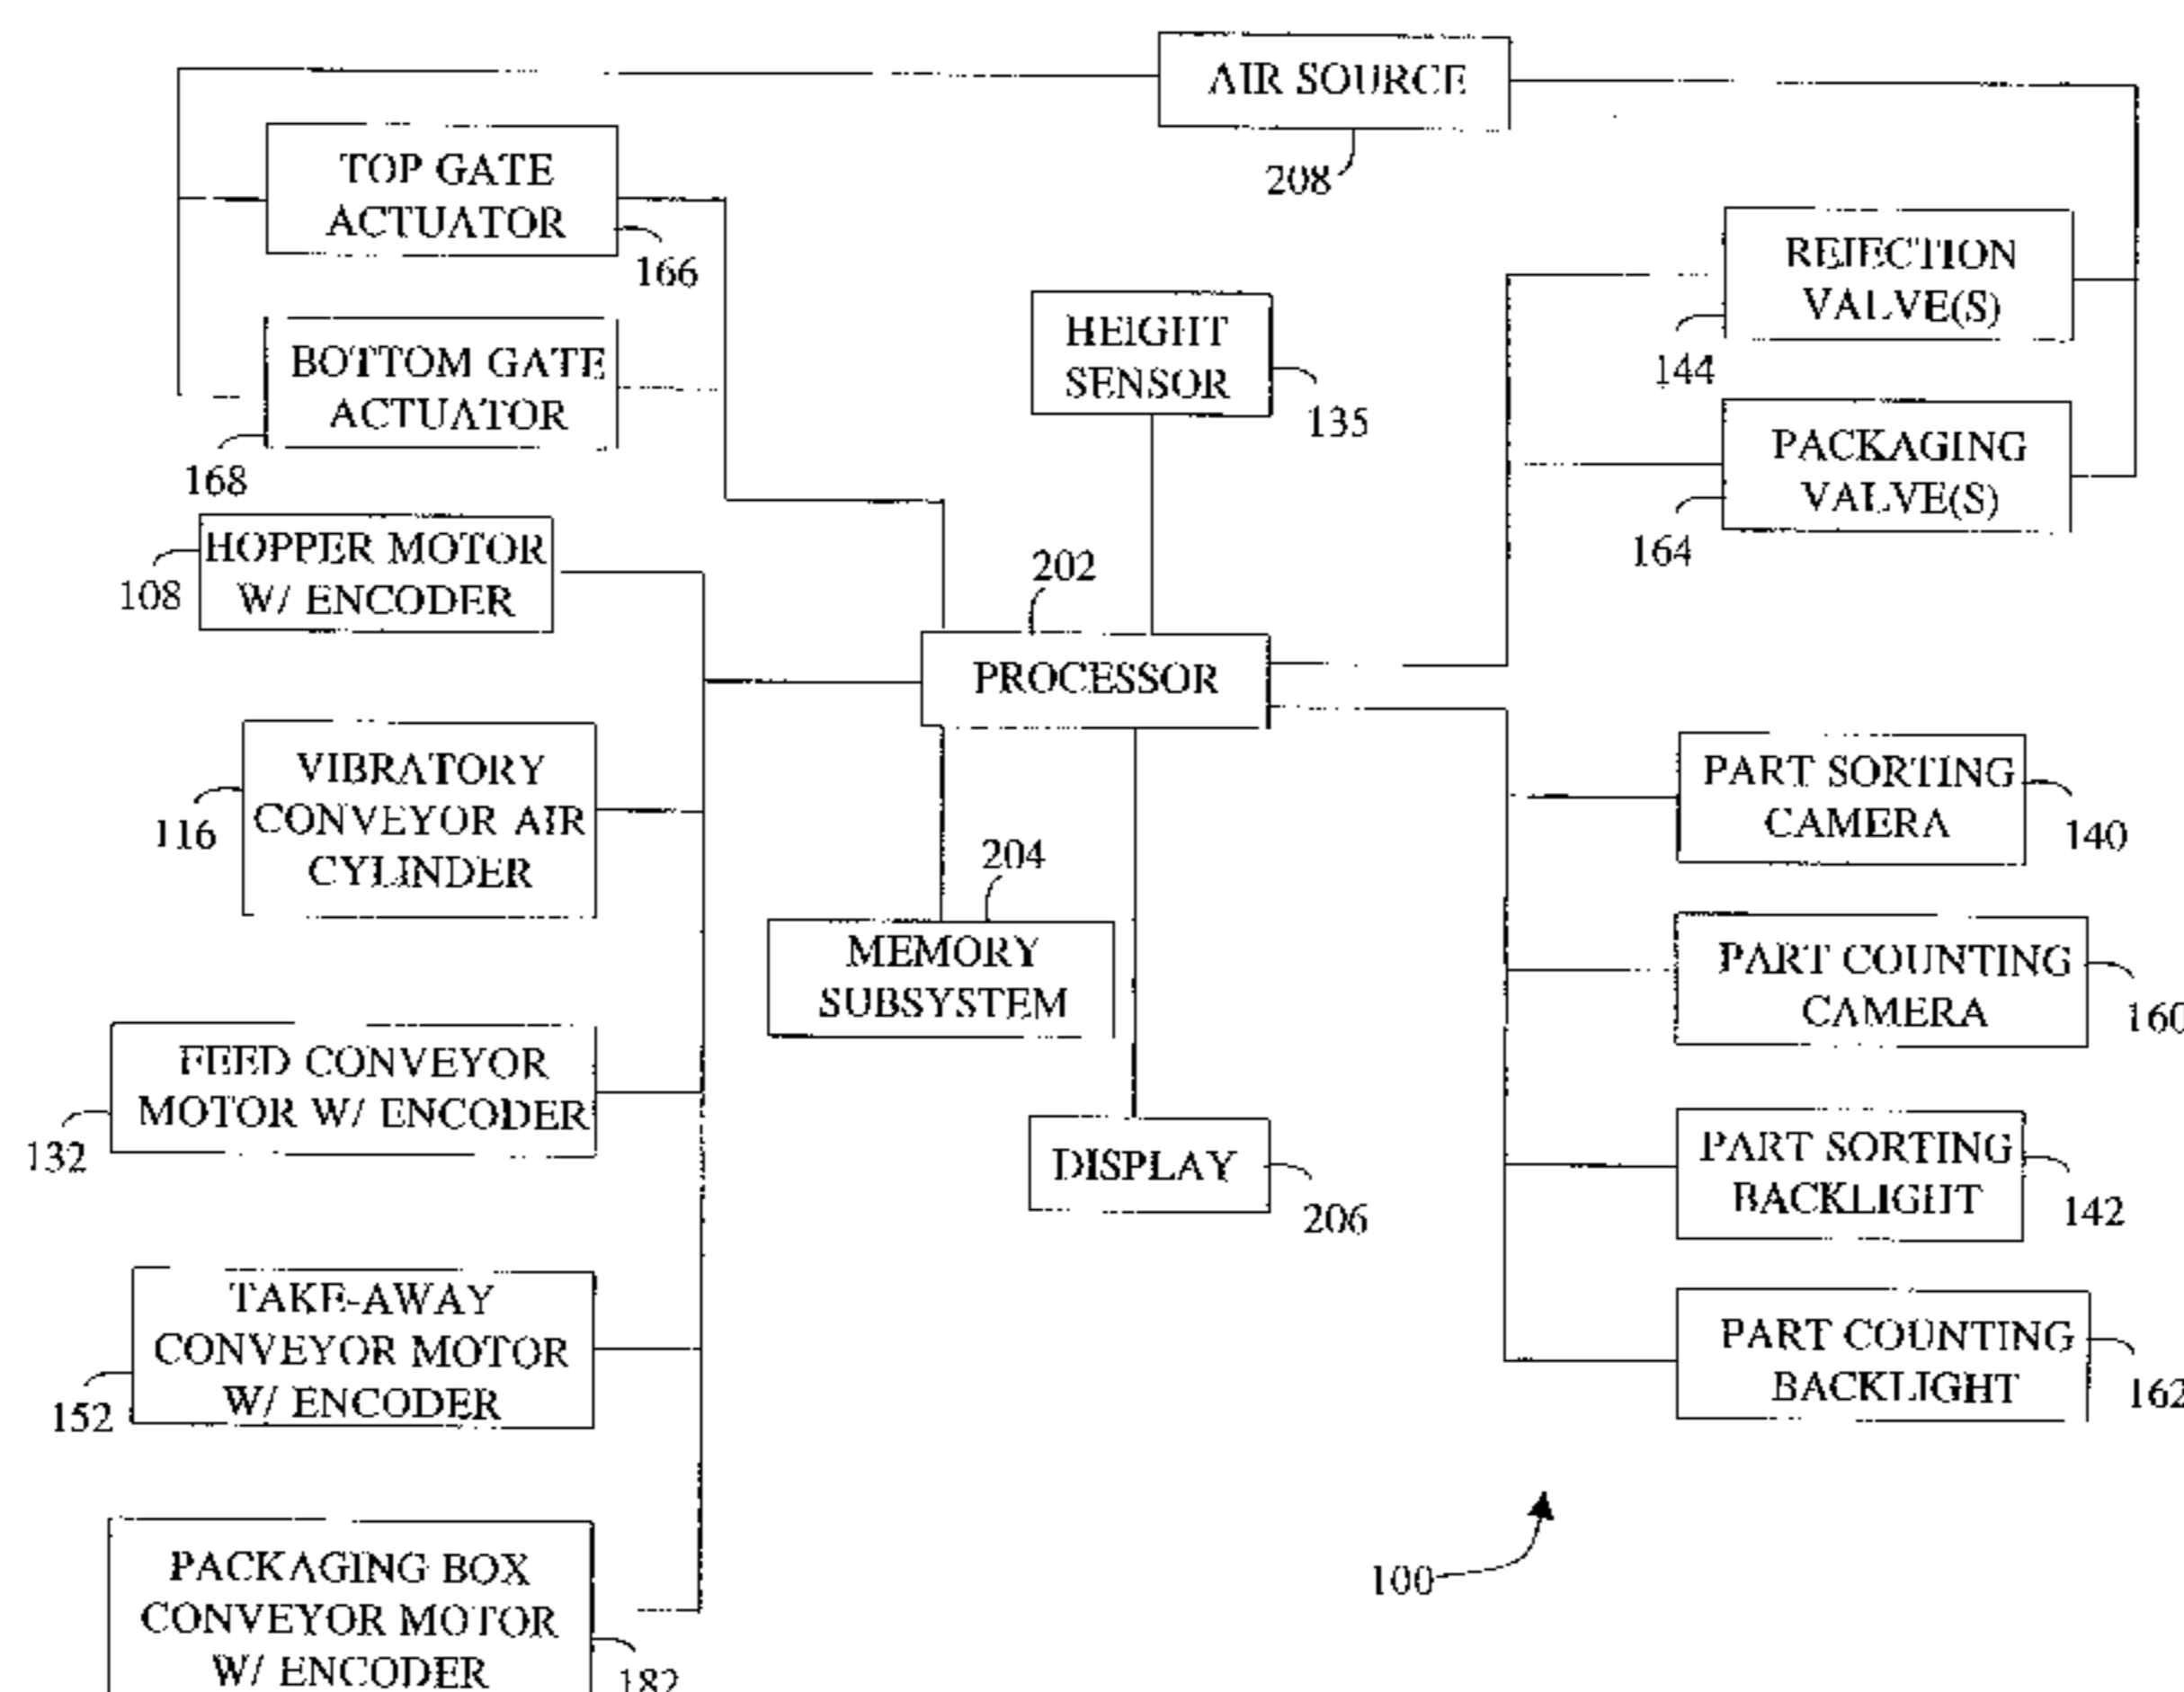 AIR SOURCE
208
TOP GATE
ACTUATOR
166
BOTTOM GATE
ACTUATOR
168
HEIGHT
SENSOR
135
REJECTION
VALVE(S)
144
PACKAGING
VALVE(S)
164
HOPPER MOTOR
W/ ENCODER
108
202
PROCESSOR
VIBRATORY
CONVEYOR AIR
CYLINDER
116
204
MEMORY
SUBSYSTEM
PART SORTING
CAMERA
140
PART COUNTING
CAMERA
160
FEED CONVEYOR
MOTOR W/ ENCODER
132
DISPLAY
206
PART SORTING
BACKLIGHT
142
TAKE-AWAY
CONVEYOR MOTOR
W/ ENCODER
152
PART COUNTING
BACKLIGHT
162
PACKAGING BOX
CONVEYOR MOTOR
W/ ENCODER
182
100